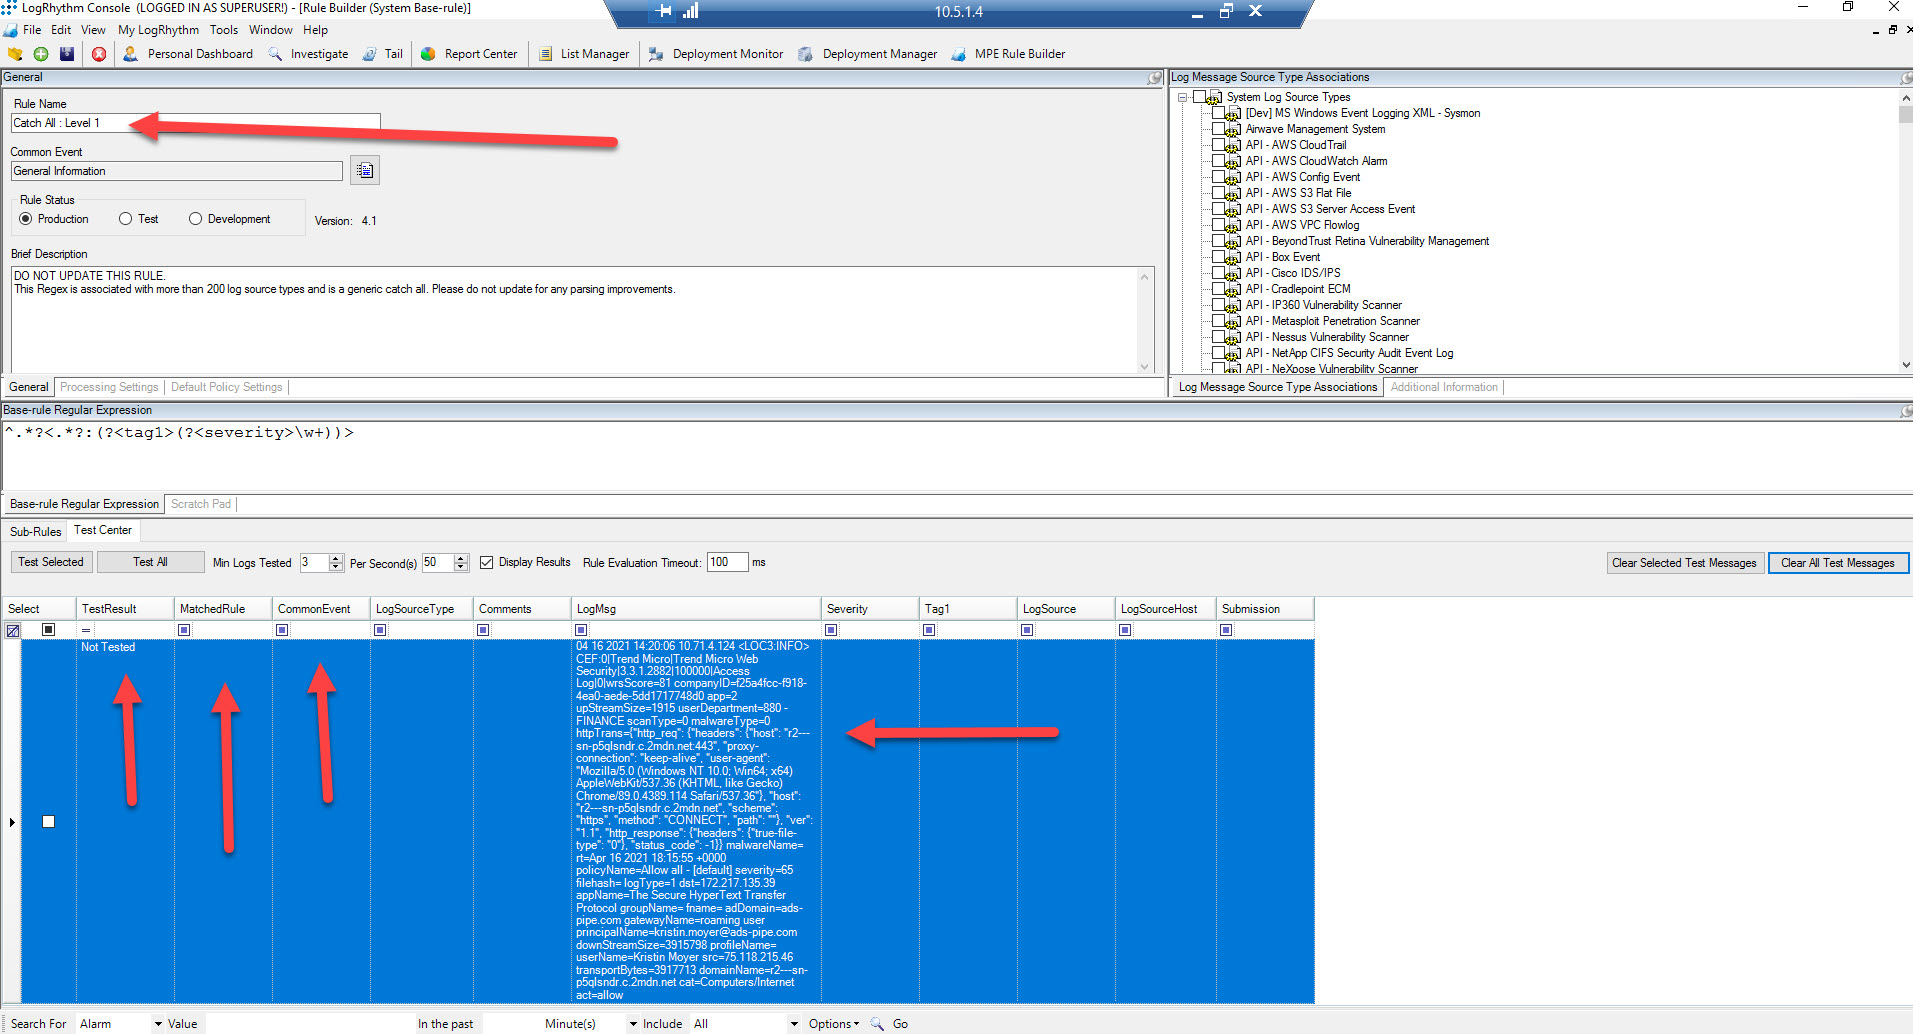 LogRhythm Console (LOGGED IN AS SUPERUSER!) - [Rule Builder (System Base-rule)]
10.5.1.4
File Edit View My LogRhythm Tools Window Help
Personal Dashboard Investigate Tail Report Center List Manager Deployment Monitor Deployment Manager MPE Rule Builder
General
Rule Name
Catch All : Level 1
Common Event
General Information
Rule Status
Production Test Development Version: 4.1
Brief Description
DO NOT UPDATE THIS RULE.
This Regex is associated with more than 200 log source types and is a generic catch all. Please do not update for any parsing improvements.
General Processing Settings Default Policy Settings
Log Message Source Type Associations
System Log Source Types
[Dev] MS Windows Event Logging XML - Sysmon
Airwave Management System
API - AWS CloudTrail
API - AWS CloudWatch Alarm
API - AWS Config Event
API - AWS S3 Flat File
API - AWS S3 Server Access Event
API - AWS VPC Flowlog
API - BeyondTrust Retina Vulnerability Management
API - Box Event
API - Cisco IDS/IPS
API - Cradlepoint ECM
API - IP360 Vulnerability Scanner
API - Metasploit Penetration Scanner
API - Nessus Vulnerability Scanner
API - NetApp CIFS Security Audit Event Log
API - NeXpose Vulnerability Scanner
Log Message Source Type Associations Additional Information
Base-rule Regular Expression
^.*?<.*?:(?<tag1>(?<severity>\w+))>
Base-rule Regular Expression Scratch Pad
Sub-Rules Test Center
Test Selected Test All Min Logs Tested 3 Per Second(s) 50 Display Results Rule Evaluation Timeout: 100 ms Clear Selected Test Messages Clear All Test Messages
Select TestResult MatchedRule CommonEvent LogSourceType Comments LogMsg Severity Tag1 LogSource LogSourceHost Submission
=
Not Tested
04 16 2021 14:20:06 10.71.4.124 <LOC3:INFO>
CEF:0|Trend Micro|Trend Micro Web
Security|3.3.1.2882|100000|Access
Log|0|wrsScore=81 companyID=f25a4fcc-f918-
4ea0-aede-5dd1717748d0 app=2
upStreamSize=1915 userDepartment=880 -
FINANCE scanType=0 malwareType=0
httpTrans={"http_req": {"headers": {"host": "r2---
sn-p5qlsndr.c.2mdn.net:443", "proxy-
connection": "keep-alive", "user-agent":
"Mozilla/5.0 (Windows NT 10.0; Win64; x64)
AppleWebKit/537.36 (KHTML, like Gecko)
Chrome/89.0.4389.114 Safari/537.36"}, "host":
"r2---sn-p5qlsndr.c.2mdn.net", "scheme":
"https", "method": "CONNECT", "path": ""}, "ver":
"1.1", "http_response": {"headers": {"true-file-
type": "0"}, "status_code": -1}} malwareName=
rt=Apr 16 2021 18:15:55 +0000
policyName=Allow all - [default] severity=65
filehash= logType=1 dst=172.217.135.39
appName=The Secure HyperText Transfer
Protocol groupName= fname= adDomain=ads-
pipe.com gatewayName=roaming user
principalName=kristin.moyer@ads-pipe.com
downStreamSize=3915798 profileName=
userName=Kristin Moyer src=75.118.215.46
transportBytes=3917713 domainName=r2---sn-
p5qlsndr.c.2mdn.net cat=Computers/Internet
act=allow
Search For Alarm Value In the past Minute(s) Include All Options Go